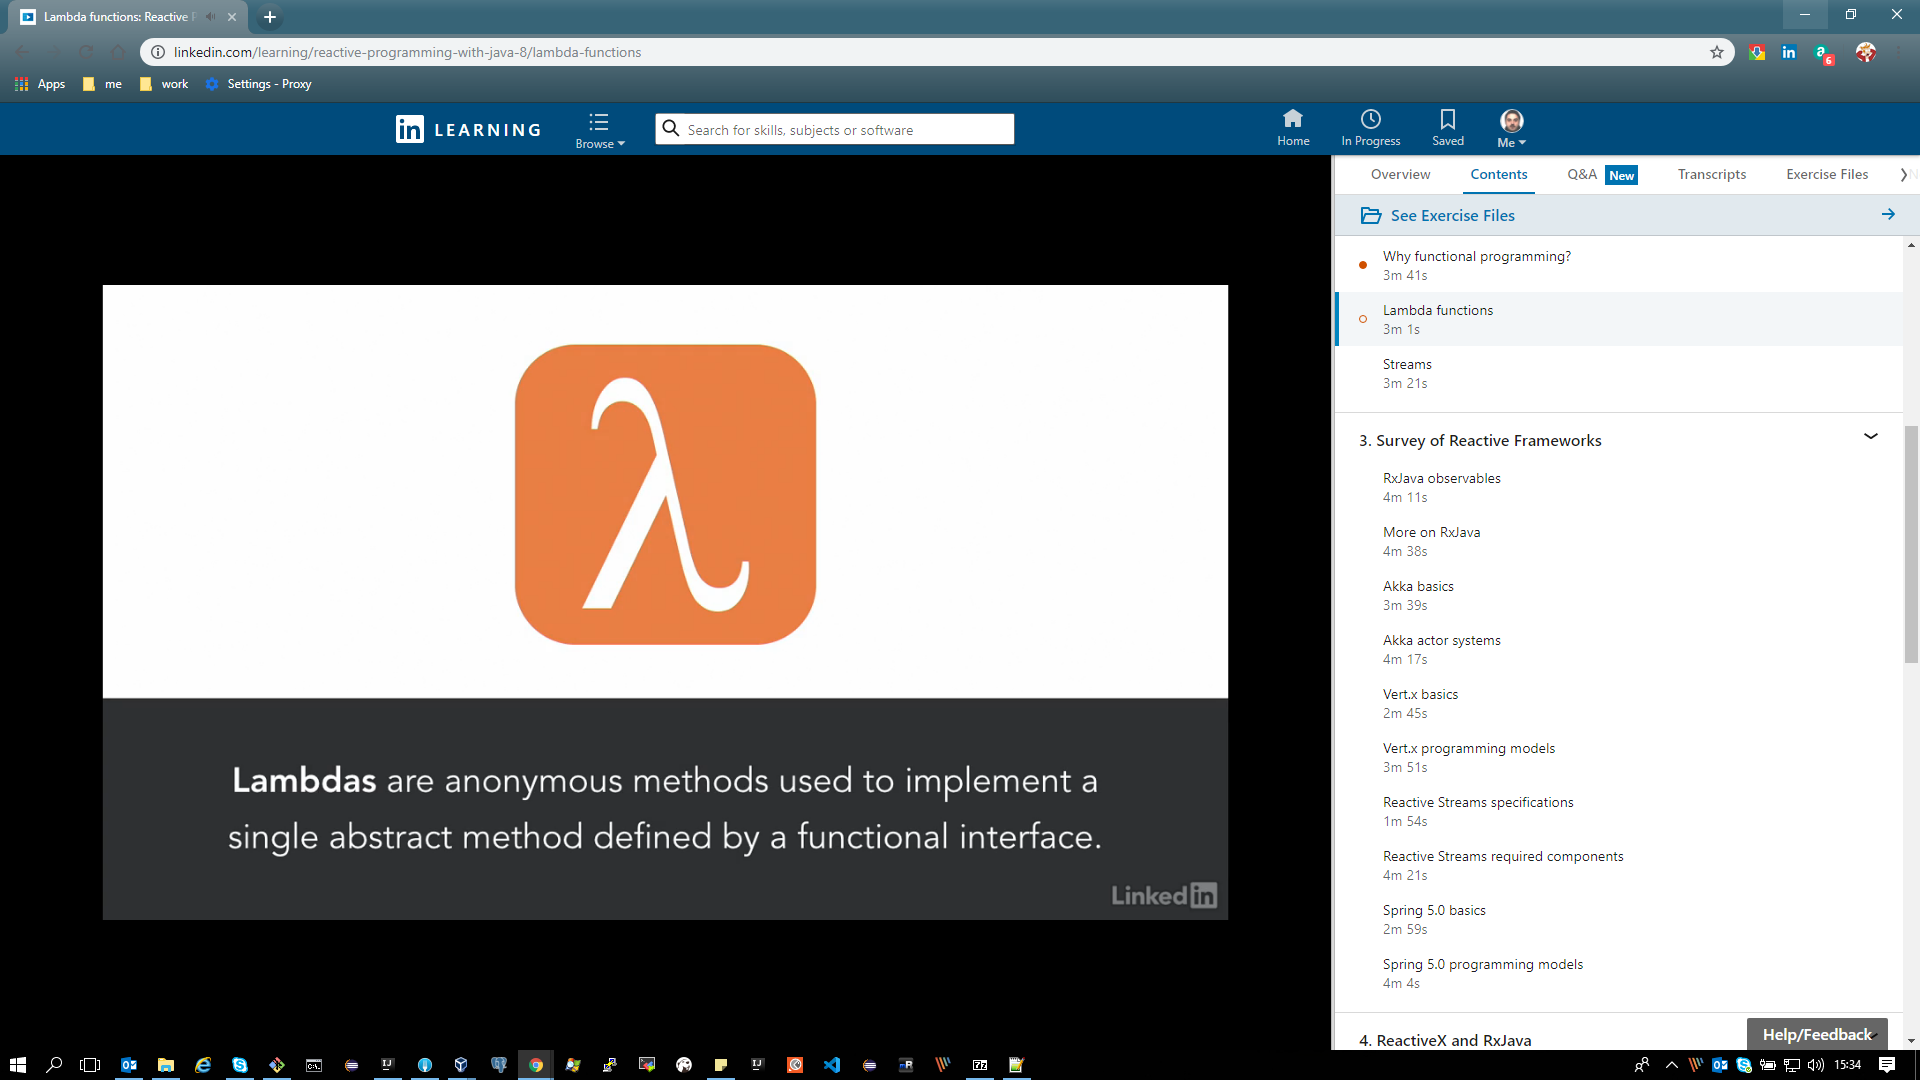 Lambda functions: Reactive
linkedin.com/learning/reactive-programming-with-java-8/lambda-functions
6
Apps
me
work
Settings - Proxy
in LEARNING
Browse
Search for skills, subjects or software
Home
In Progress
Saved
Me
Overview
Contents
Q&A New
Transcripts
Exercise Files
See Exercise Files
Why functional programming?
3m 41s
Lambda functions
3m 1s
Streams
3m 21s
3. Survey of Reactive Frameworks
RxJava observables
4m 11s
More on RxJava
4m 38s
Akka basics
3m 39s
Akka actor systems
4m 17s
Vert.x basics
2m 45s
Vert.x programming models
3m 51s
Reactive Streams specifications
1m 54s
Reactive Streams required components
4m 21s
Spring 5.0 basics
2m 59s
Spring 5.0 programming models
4m 4s
4. ReactiveX and RxJava
Help/Feedback
λ
Lambdas are anonymous methods used to implement a
single abstract method defined by a functional interface.
Linked in
15:34